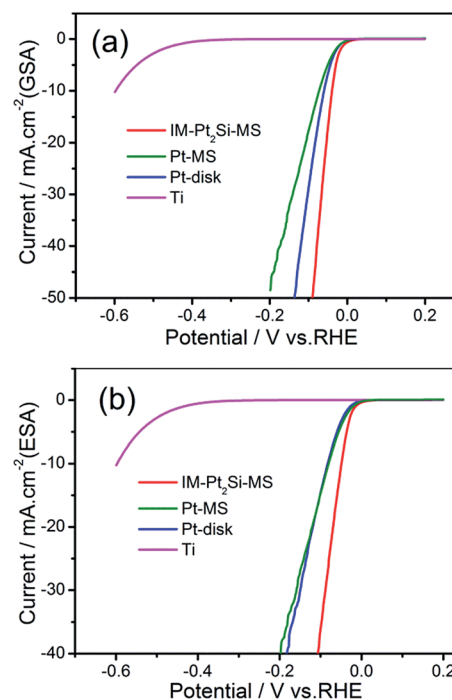 (a)
0
-10
-20
-30
-40
-50
Current / mA.cm⁻²(GSA)
IM-Pt₂Si-MS
Pt-MS
Pt-disk
Ti
-0.6 -0.4 -0.2 0.0 0.2
Potential / V vs.RHE
(b)
0
-10
-20
-30
-40
Current / mA.cm⁻²(ESA)
IM-Pt₂Si-MS
Pt-MS
Pt-disk
Ti
-0.6 -0.4 -0.2 0.0 0.2
Potential / V vs.RHE